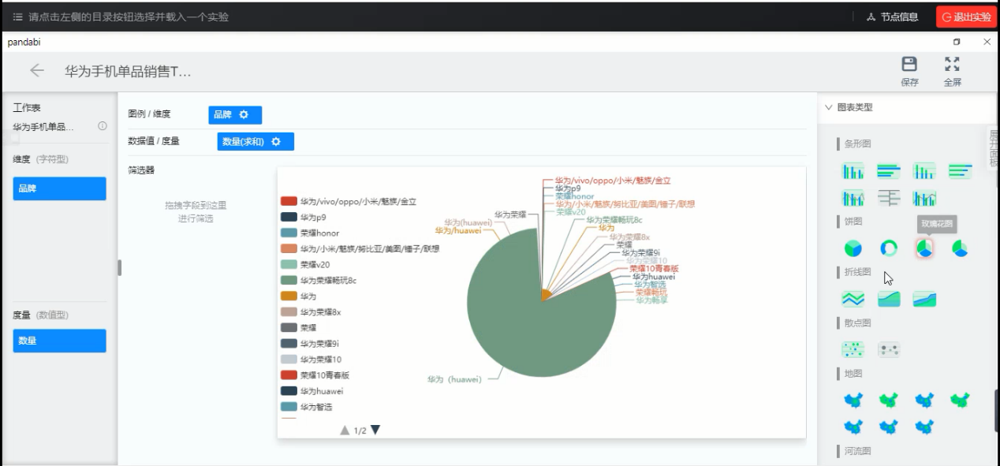 请点击左侧的目录按钮选择并载入一个实验
节点信息
退出实验
pandabi
华为手机单品销售T...
保存
全屏
工作表
华为手机单品...
维度 (字符型)
品牌
度量 (数值型)
数量
图例 / 维度
品牌
数据值 / 度量
数量(求和)
筛选器
拖拽字段到这里
进行筛选
华为/vivo/oppo/小米/魅族/金立
华为p9
荣耀honor
华为/小米/魅族/努比亚/美图/锤子/联想
荣耀v20
华为荣耀畅玩8c
华为
华为荣耀8x
荣耀
华为荣耀9i
华为荣耀10
荣耀10青春版
华为huawei
华为智选
1/2
华为荣耀
华为(huawei)
华为/huawei
华为/vivo/oppo/小米/魅族/金立
华为p9
荣耀honor
华为/小米/魅族/努比亚/美图/锤子/联想
荣耀v20
华为荣耀畅玩8c
华为
华为荣耀8x
荣耀
华为荣耀9i
华为荣耀10
荣耀10青春版
华为huawei
华为智选
荣耀畅玩
华为畅享
华为（huawei）
图表类型
条形图
饼图
玫瑰花图
折线图
散点图
地图
河流图
展开面板